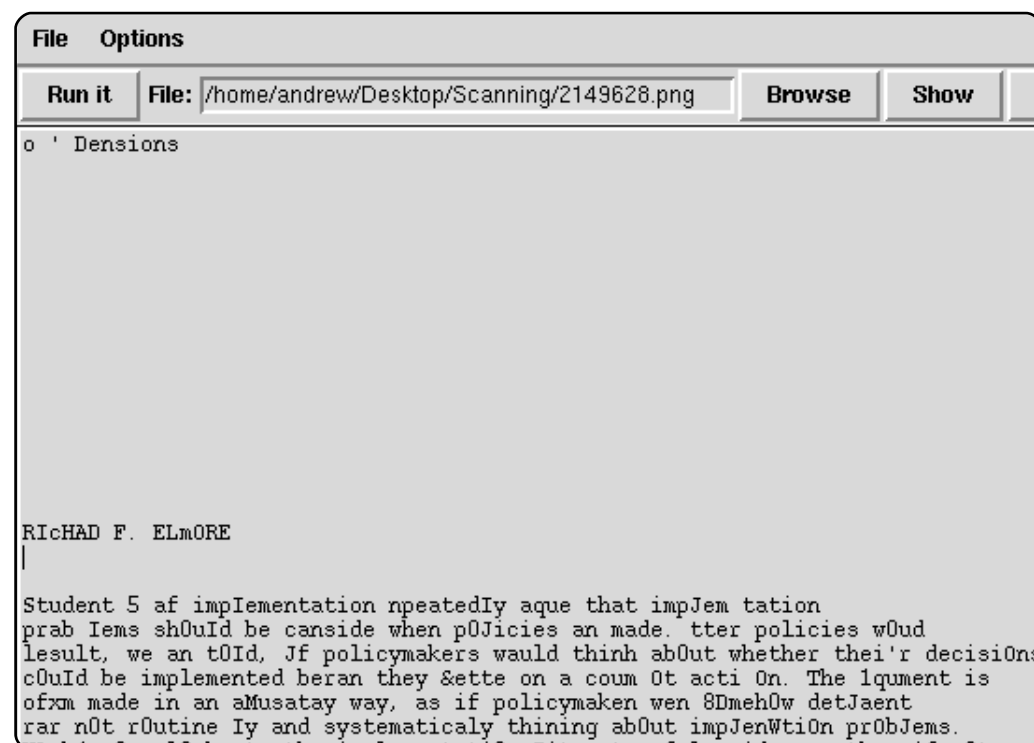 File Options
Run it File: /home/andrew/Desktop/Scanning/2149628.png Browse Show
o ' Densions
RIcHAD F. ELmORE
Student 5 af impIementation npeatedIy aque that impJem tation
prab Iems sh0uId be canside when p0Jicies an made. tter policies w0ud
lesult, we an t0Id, Jf policymakers wauld thinh ab0ut whether thei'r decisi0ns
c0uId be implemented beran they &ette on a coum 0t acti 0n. The 1qument is
ofxm made in an aMusatay way, as if policymaken wen 8Dmeh0w detJaent
rar n0t r0utine Iy and systematicaly thining ab0ut impJenWti0n pr0bJems.